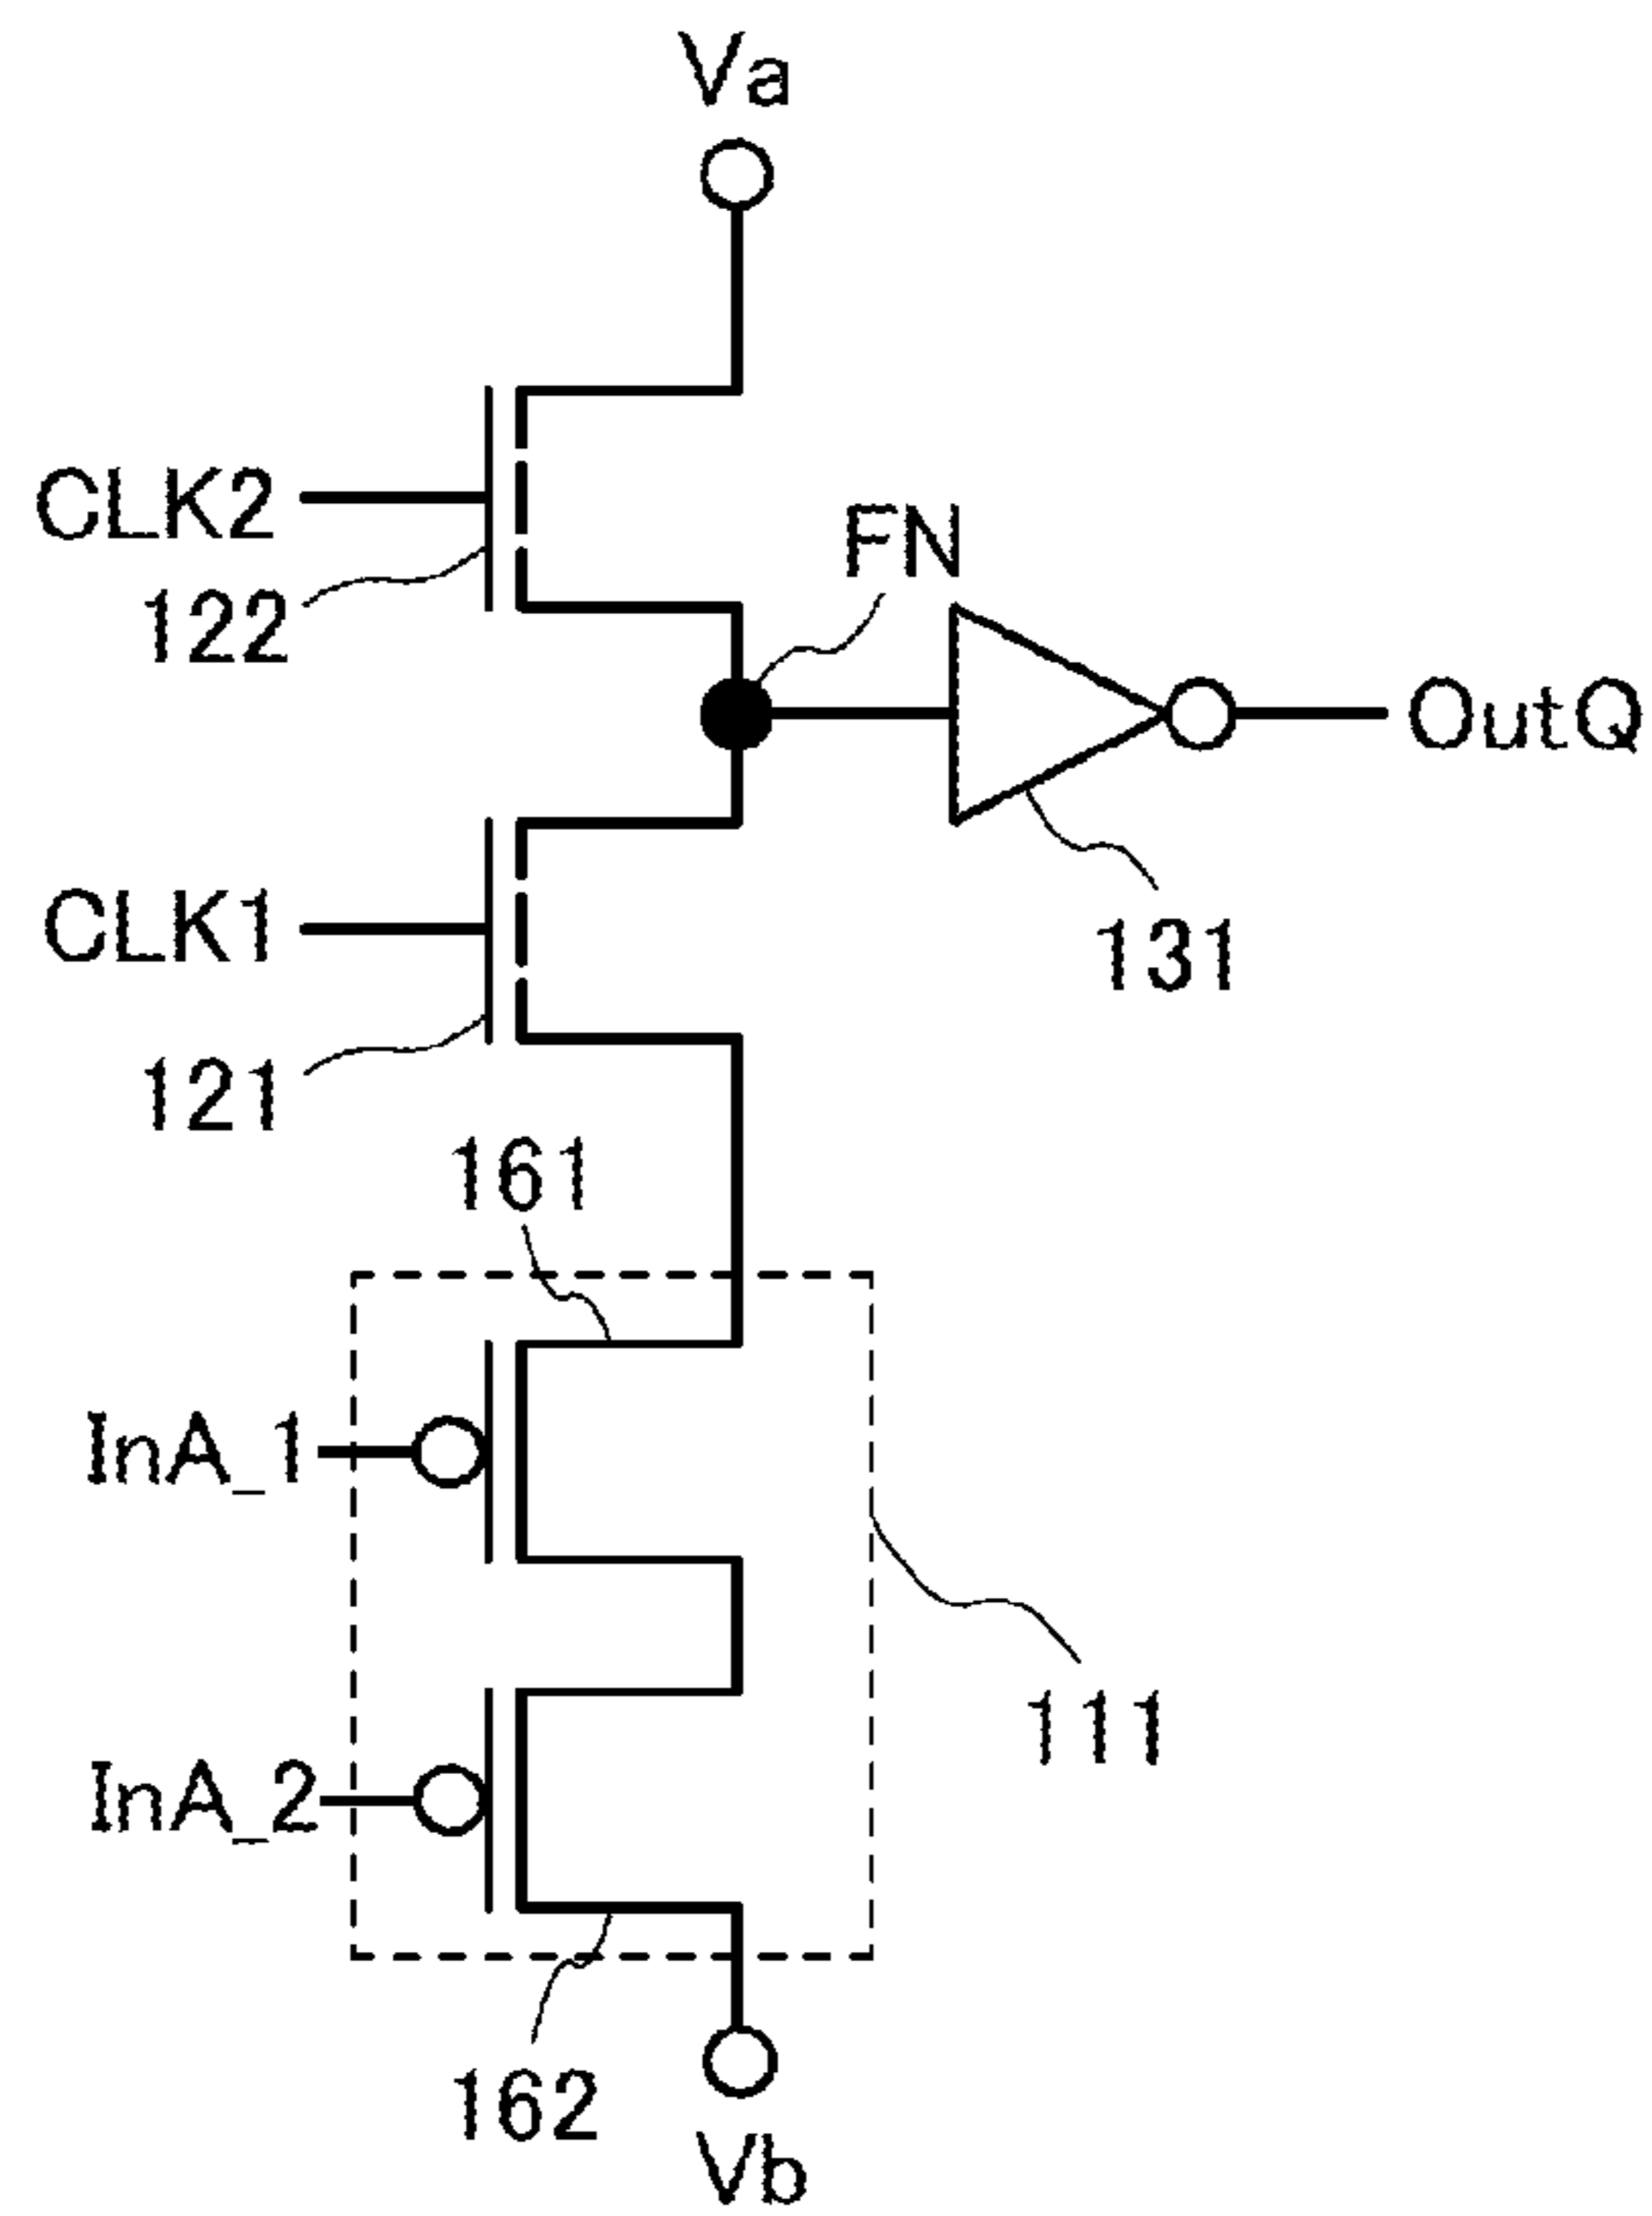 Va
CLK2
122
FN
OutQ
CLK1
121
131
161
InA_1
111
InA_2
162
Vb